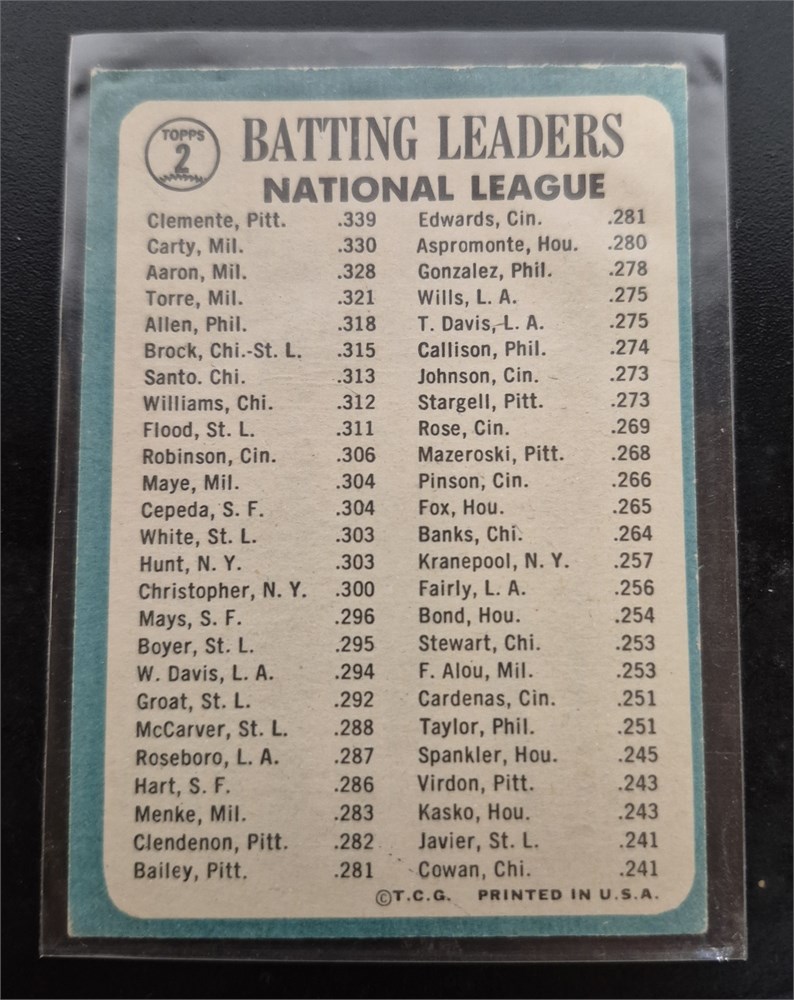 TOPPS
2
BATTING LEADERS
NATIONAL LEAGUE
Clemente, Pitt. .339
Carty, Mil. .330
Aaron, Mil. .328
Torre, Mil. .321
Allen, Phil. .318
Brock, Chi.-St. L. .315
Santo. Chi. .313
Williams, Chi. .312
Flood, St. L. .311
Robinson, Cin. .306
Maye, Mil. .304
Cepeda, S. F. .304
White, St. L. .303
Hunt, N. Y. .303
Christopher, N. Y. .300
Mays, S. F. .296
Boyer, St. L. .295
W. Davis, L. A. .294
Groat, St. L. .292
McCarver, St. L. .288
Roseboro, L. A. .287
Hart, S. F. .286
Menke, Mil. .283
Clendenon, Pitt. .282
Bailey, Pitt. .281
Edwards, Cin. .281
Aspromonte, Hou. .280
Gonzalez, Phil. .278
Wills, L. A. .275
T. Davis, L. A. .275
Callison, Phil. .274
Johnson, Cin. .273
Stargell, Pitt. .273
Rose, Cin. .269
Mazeroski, Pitt. .268
Pinson, Cin. .266
Fox, Hou. .265
Banks, Chi. .264
Kranepool, N. Y. .257
Fairly, L. A. .256
Bond, Hou. .254
Stewart, Chi. .253
F. Alou, Mil. .253
Cardenas, Cin. .251
Taylor, Phil. .251
Spankler, Hou. .245
Virdon, Pitt. .243
Kasko, Hou. .243
Javier, St. L. .241
Cowan, Chi. .241
©T.C.G. PRINTED IN U.S.A.